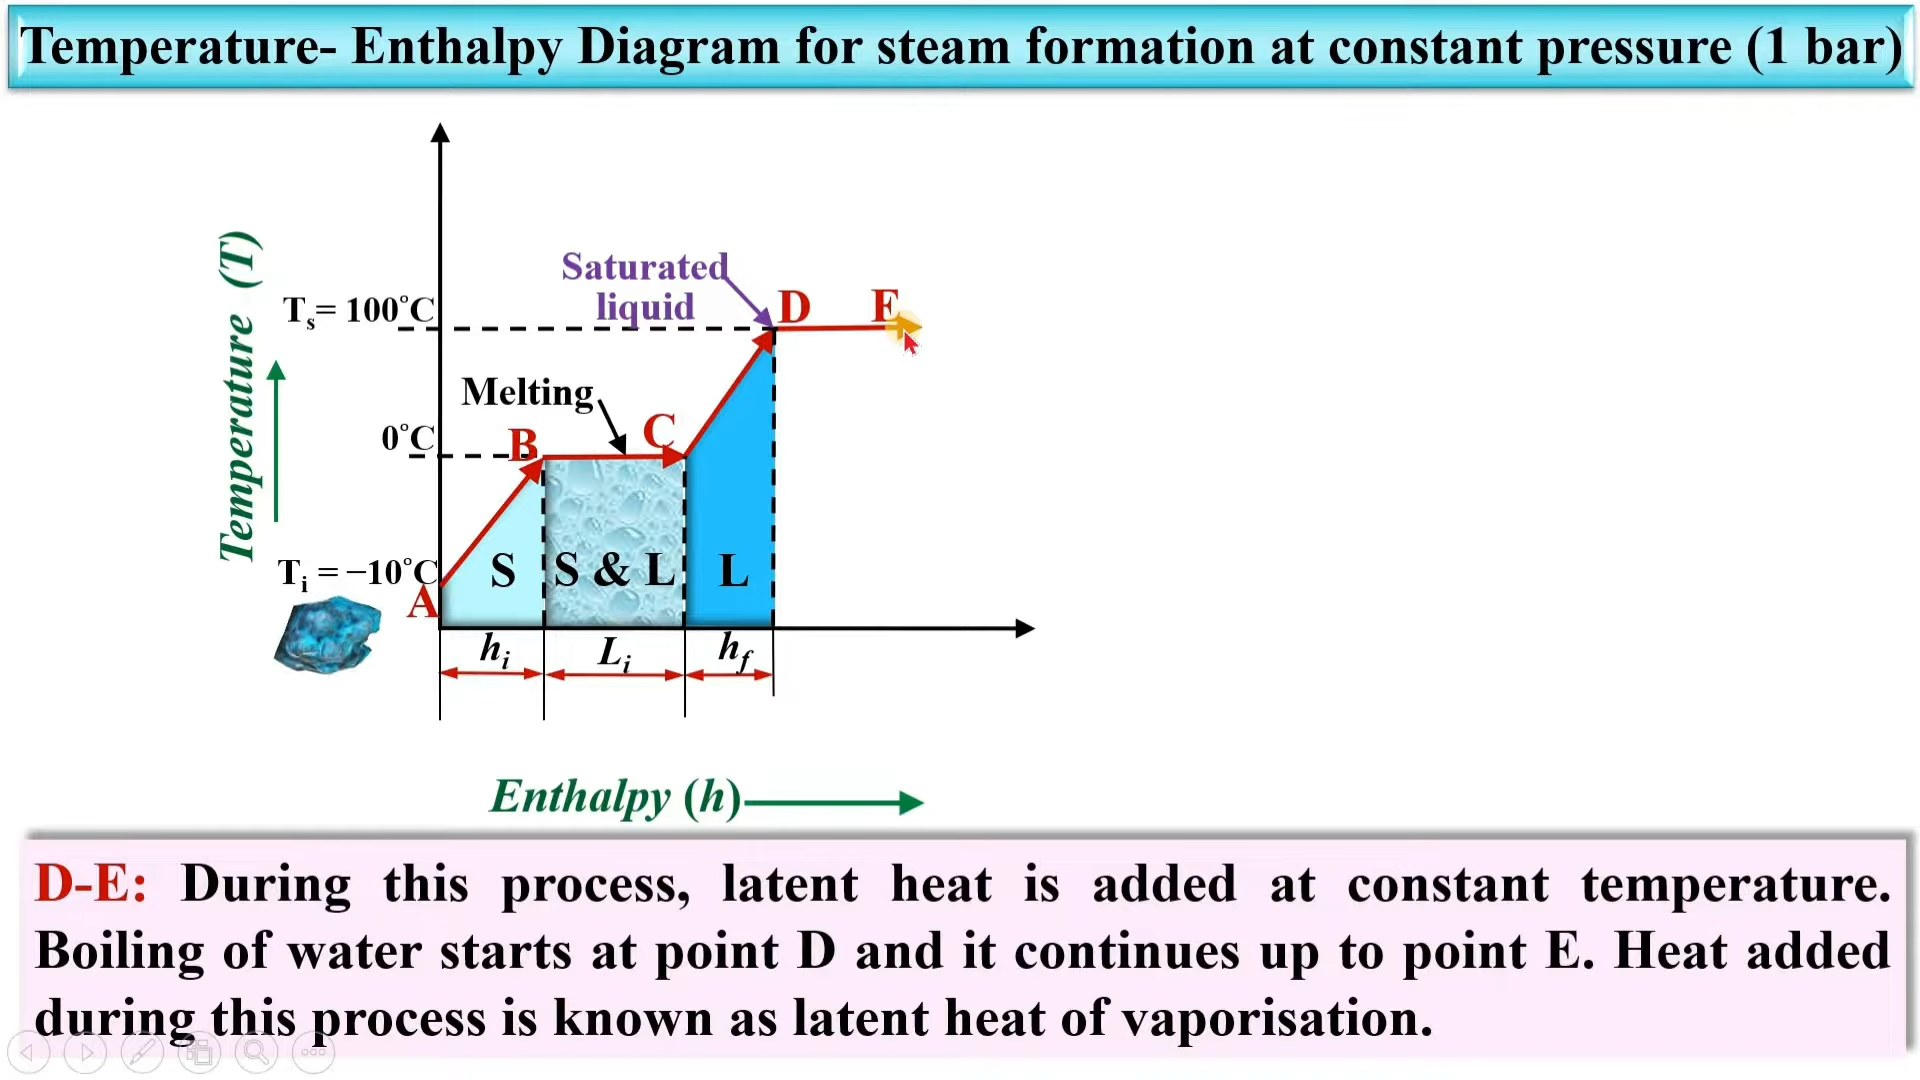 Temperature- Enthalpy Diagram for steam formation at constant pressure (1 bar)
Temperature (T)
Saturated
liquid
D
E
Tₛ= 100°C
Melting
C
B
0°C
Tᵢ = −10°C
A
S
S & L
L
hᵢ
Lᵢ
h_f
Enthalpy (h)
D-E: During this process, latent heat is added at constant temperature.
Boiling of water starts at point D and it continues up to point E. Heat added
during this process is known as latent heat of vaporisation.